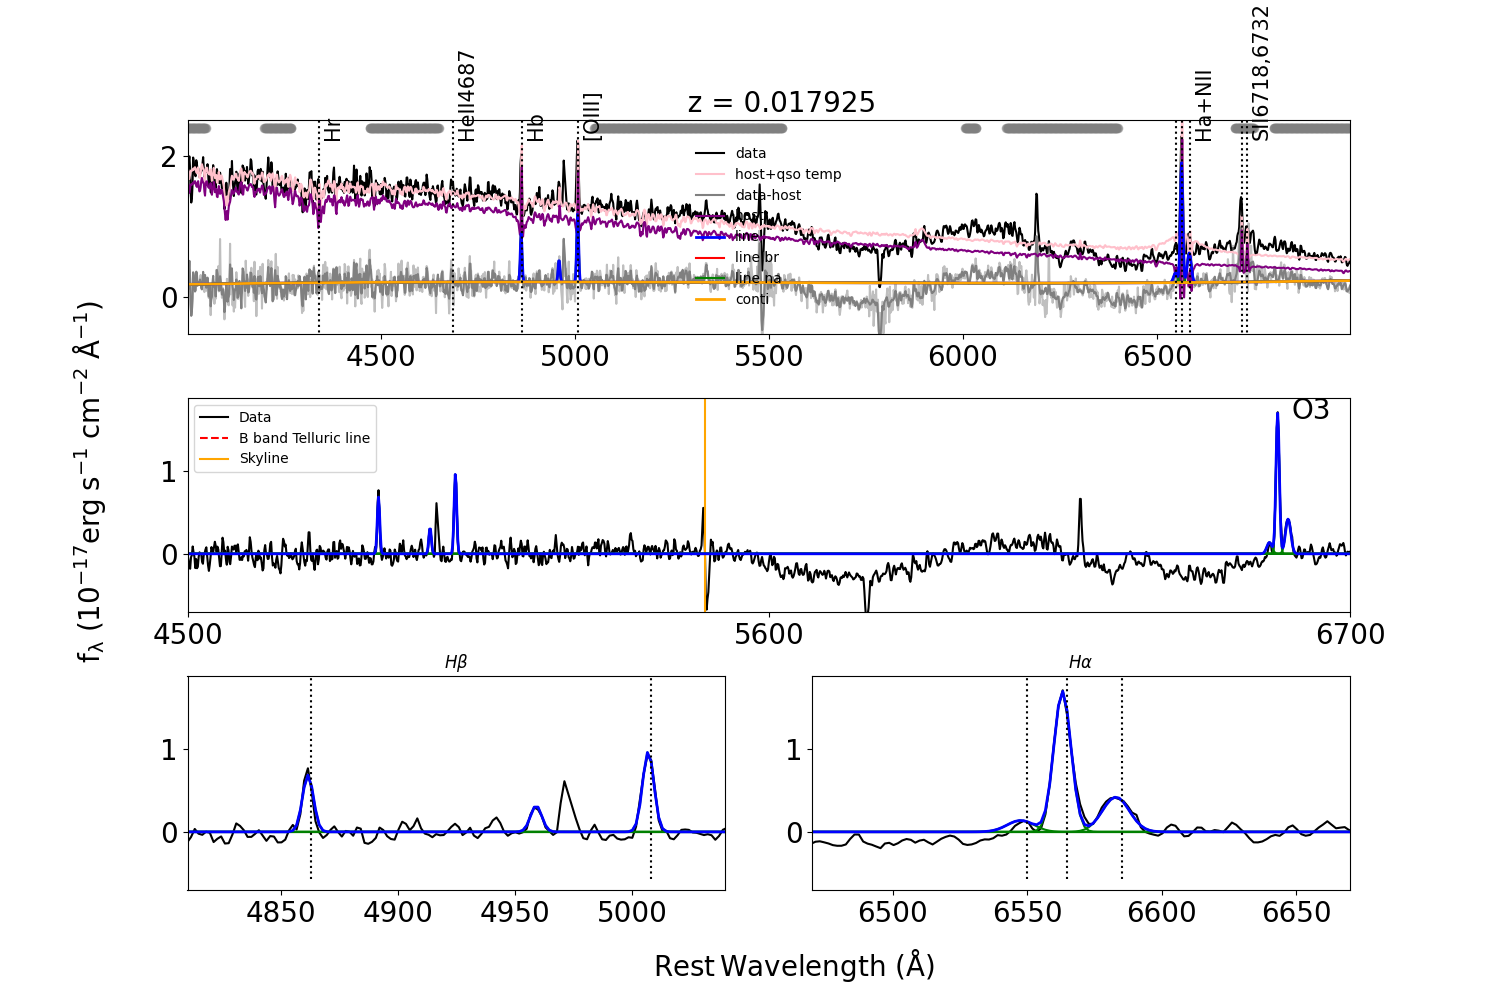 z = 0.017925
Hr
HeII4687
Hb
[OIII]
Ha+NII
SII6718,6732
data
host+qso temp
data-host
host
line
line br
line na
conti
2
0
4500 5000 5500 6000 6500
Data
B band Telluric line
Skyline
O3
1
0
4500 5600 6700
fλ (10⁻¹⁷erg s⁻¹ cm⁻² Å⁻¹)
Hβ
1
0
4850 4900 4950 5000
Hα
1
0
6500 6550 6600 6650
Rest Wavelength (Å)